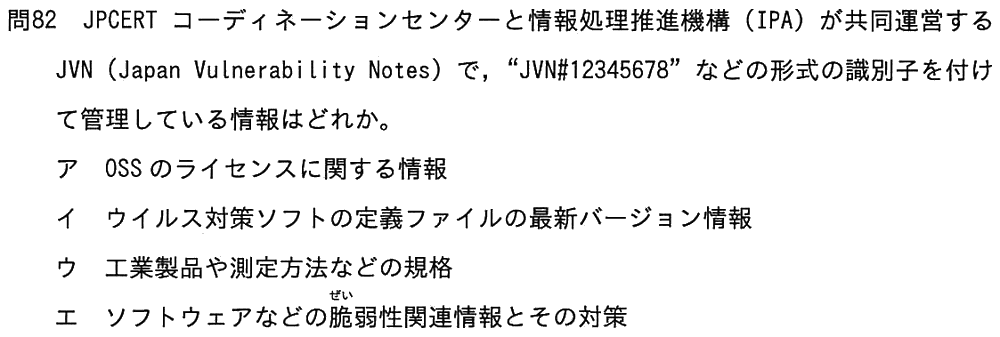 問82 JPCERT コーディネーションセンターと情報処理推進機構(IPA)が共同運営する
JVN(Japan Vulnerability Notes)で,“JVN#12345678”などの形式の識別子を付け
て管理している情報はどれか。
ア OSSのライセンスに関する情報
イ ウイルス対策ソフトの定義ファイルの最新バージョン情報
ウ 工業製品や測定方法などの規格
ぜい
エ ソフトウェアなどの脆弱性関連情報とその対策